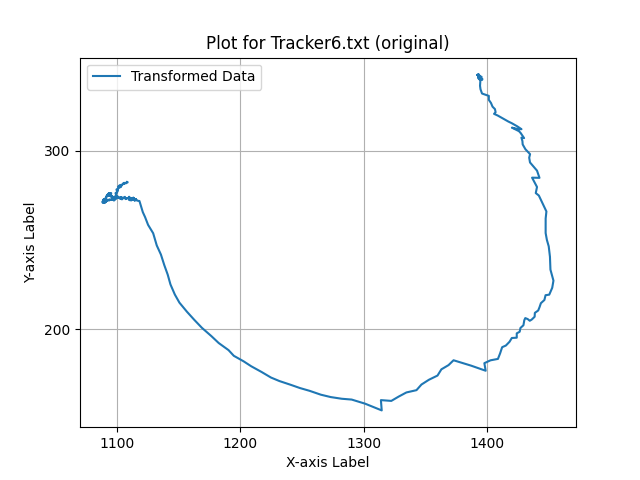 Plot for Tracker6.txt (original)
Transformed Data
300
200
Y-axis Label
1100 1200 1300 1400
X-axis Label